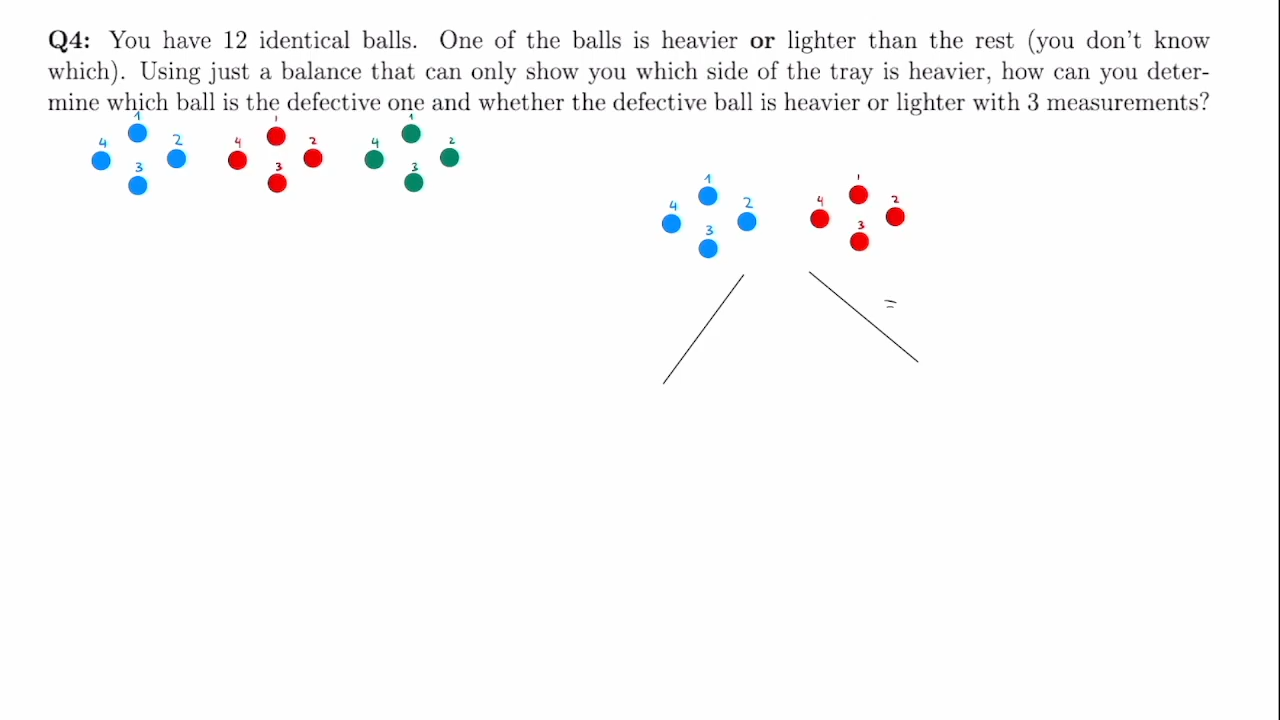 Q4: You have 12 identical balls. One of the balls is heavier or lighter than the rest (you don't know
which). Using just a balance that can only show you which side of the tray is heavier, how can you deter-
mine which ball is the defective one and whether the defective ball is heavier or lighter with 3 measurements?
1 1 1
4 2 4 2 4 2
3 3 3
1 1
4 2 4 2
3 3
=